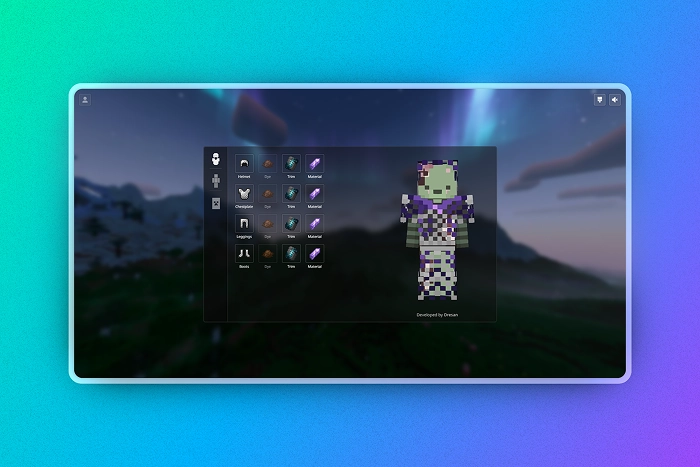 Helmet Dye Trim Material
Chestplate Dye Trim Material
Leggings Dye Trim Material
Boots Dye Trim Material
Developed by Dresan